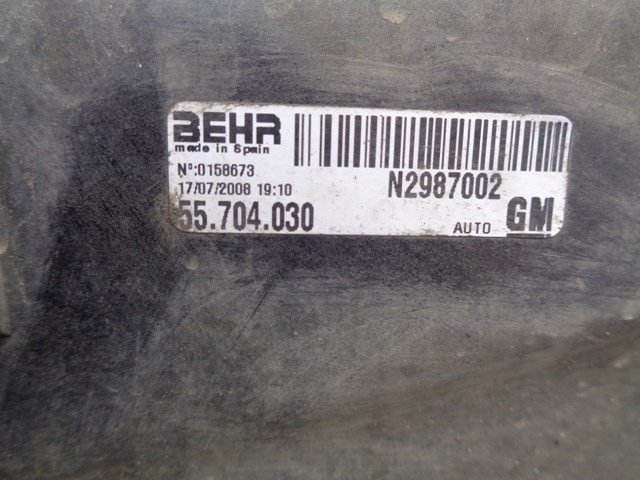 BEHR
made in Spain
Nº:0158673
17/07/2008 19:10
N2987002
55.704.030
AUTO
GM